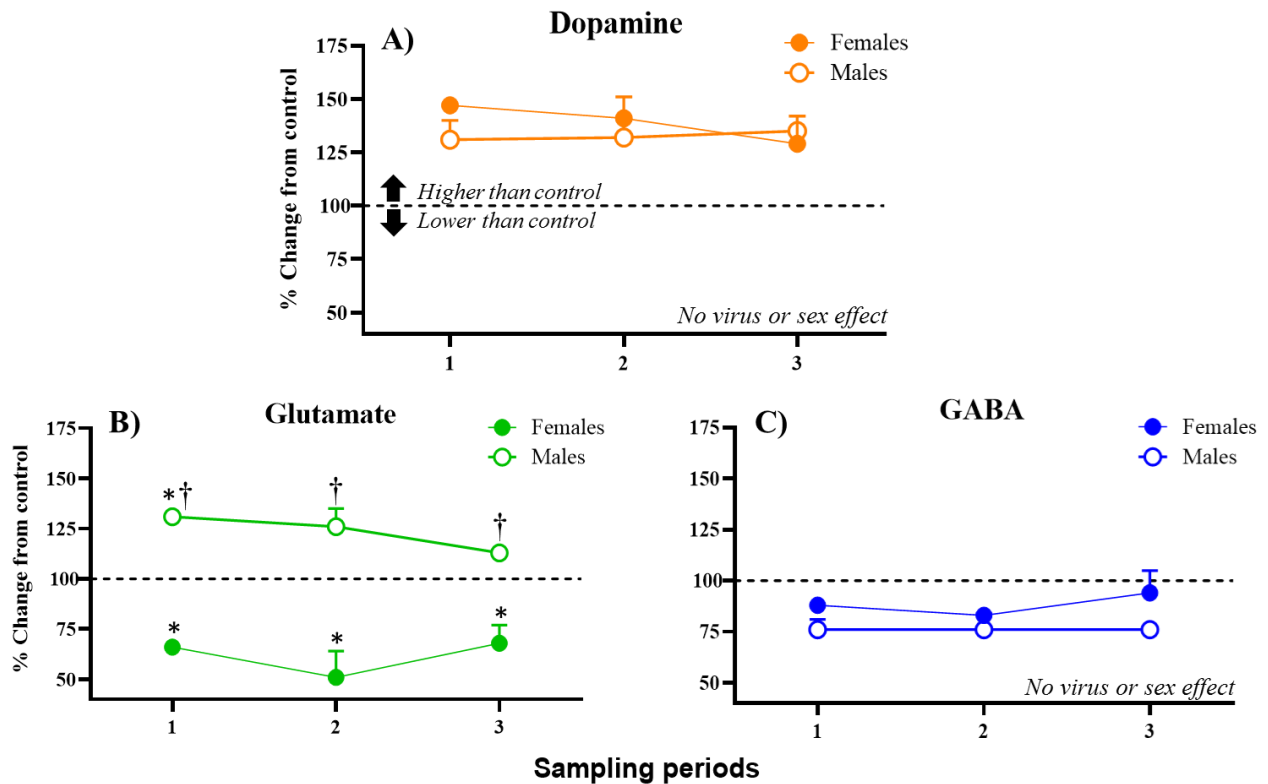 Dopamine
A)
Females
Males
% Change from control
175
150
125
100
75
50
Higher than control
Lower than control
No virus or sex effect
1 2 3
B)
Glutamate
Females
Males
% Change from control
175
150
125
100
75
50
*†
†
†
*
*
*
1 2 3
C)
GABA
Females
Males
175
150
125
100
75
50
No virus or sex effect
1 2 3
Sampling periods